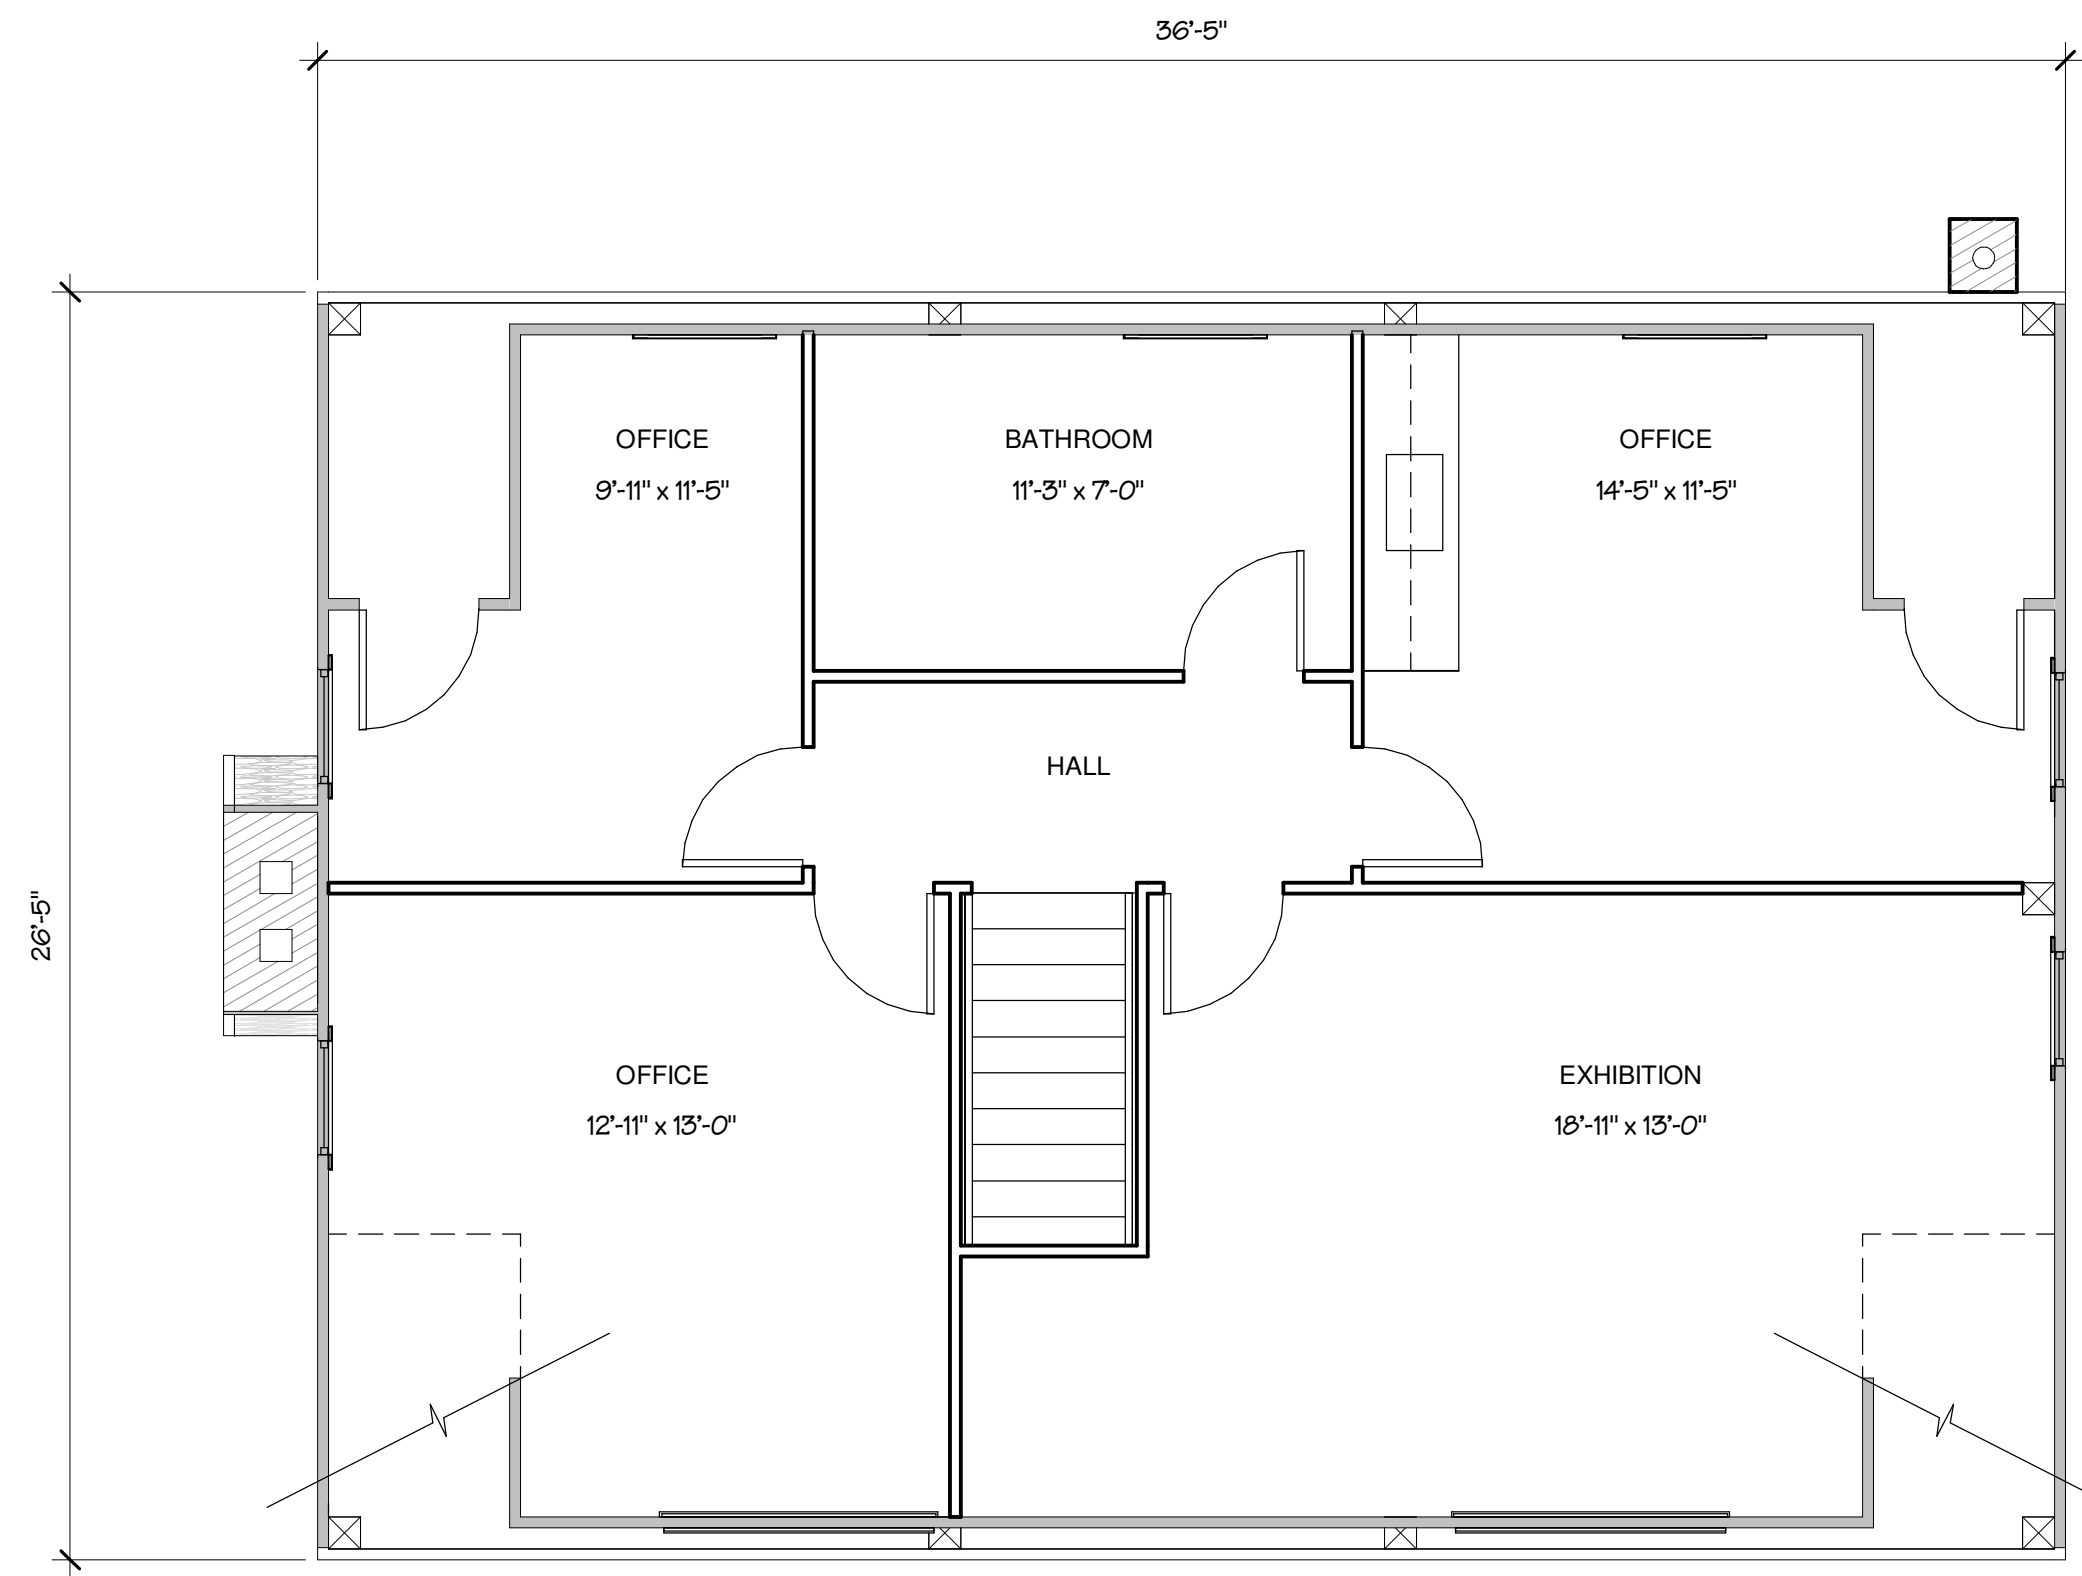 36'-5"
OFFICE
9'-11" x 11'-5"
BATHROOM
11'-3" x 7'-0"
OFFICE
14'-5" x 11'-5"
HALL
26'-5"
OFFICE
12'-11" x 13'-0"
EXHIBITION
18'-11" x 13'-0"